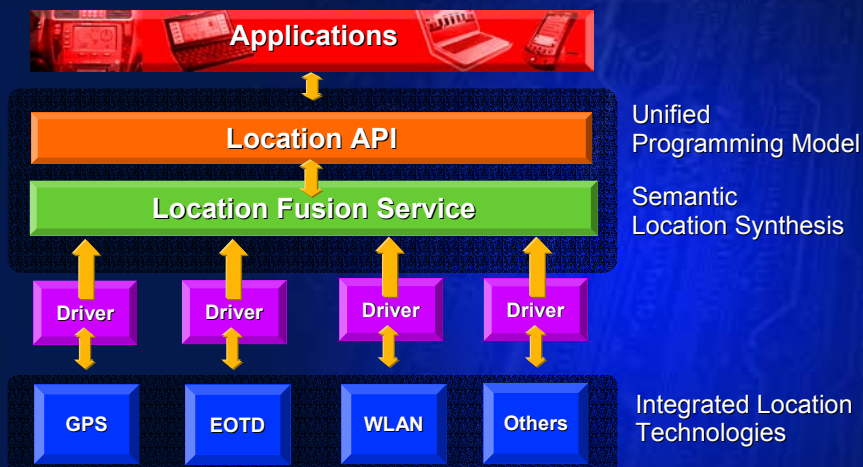 Applications
Location API
Unified
Programming Model
Location Fusion Service
Semantic
Location Synthesis
Driver
Driver
Driver
Driver
GPS
EOTD
WLAN
Others
Integrated Location
Technologies